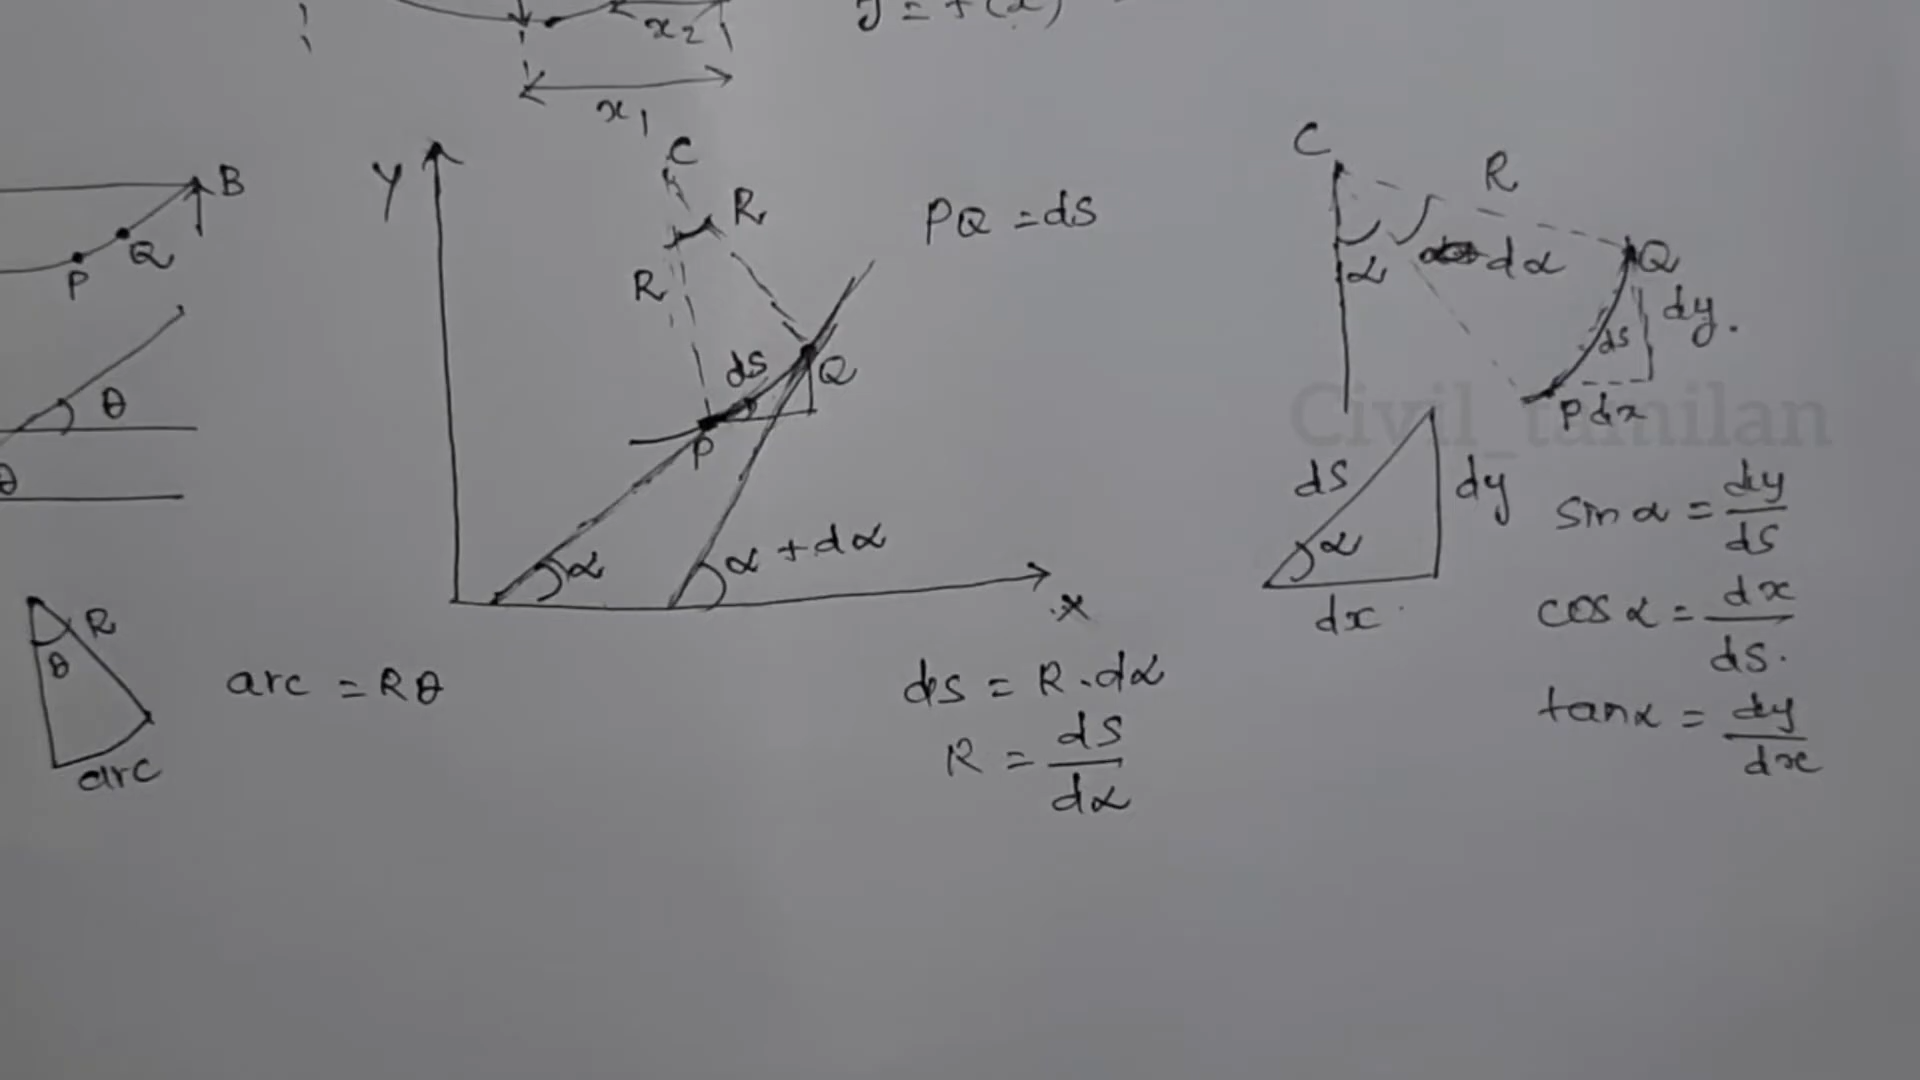 x2
x1
B
P
Q
θ
θ
Y
C
R
R
ds
Q
P
α
α + dα
x
PQ = ds
C
R
α
dα
Q
ds
dy.
P dx
Civil_tamilan
ds
dy
α
dx
sin α = dy/ds
cos α = dx/ds.
tan α = dy/dx
R
θ
arc
arc = Rθ
ds = R.dα
R = ds/dα